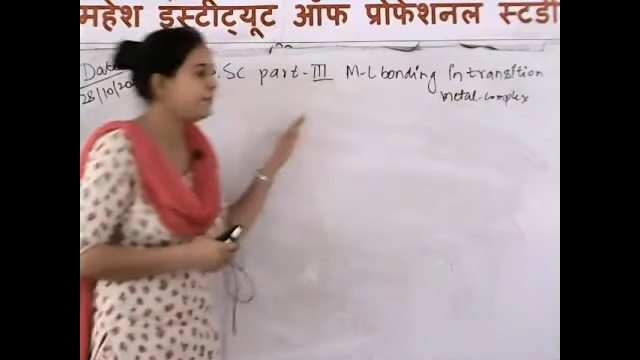 महेश इंस्टीट्यूट ऑफ प्रोफेशनल स्टडी
Date .Sc part-III M-L bonding in transition
28/10/20 metal-complex